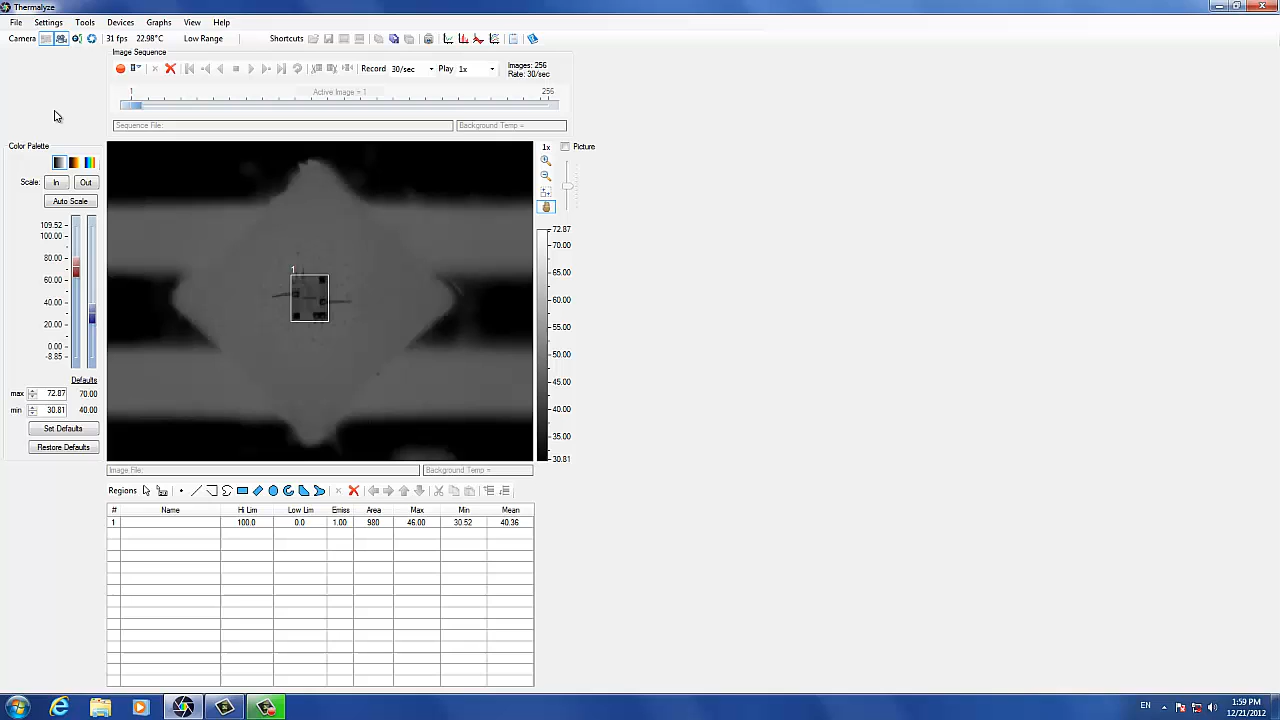 Thermalyze
File Settings Tools Devices Graphs View Help
Camera 31 fps 22.98°C Low Range Shortcuts
Image Sequence
Record 30/sec Play 1x Images: 256
Rate: 30/sec
1 Active Image = 1 256
Sequence File: Background Temp =
Color Palette
1x Picture
Scale: In Out
Auto Scale
109.52
100.00
80.00
60.00
40.00
20.00
0.00
-8.85
1
72.87
70.00
65.00
60.00
55.00
50.00
45.00
40.00
35.00
30.81
Defaults
max 72.87 70.00
min 30.81 40.00
Set Defaults
Restore Defaults
Image File: Background Temp =
Regions
# Name Hi Lim Low Lim Emiss Area Max Min Mean
1 100.0 0.0 1.00 980 46.00 30.52 40.36
EN 1:59 PM
12/21/2012